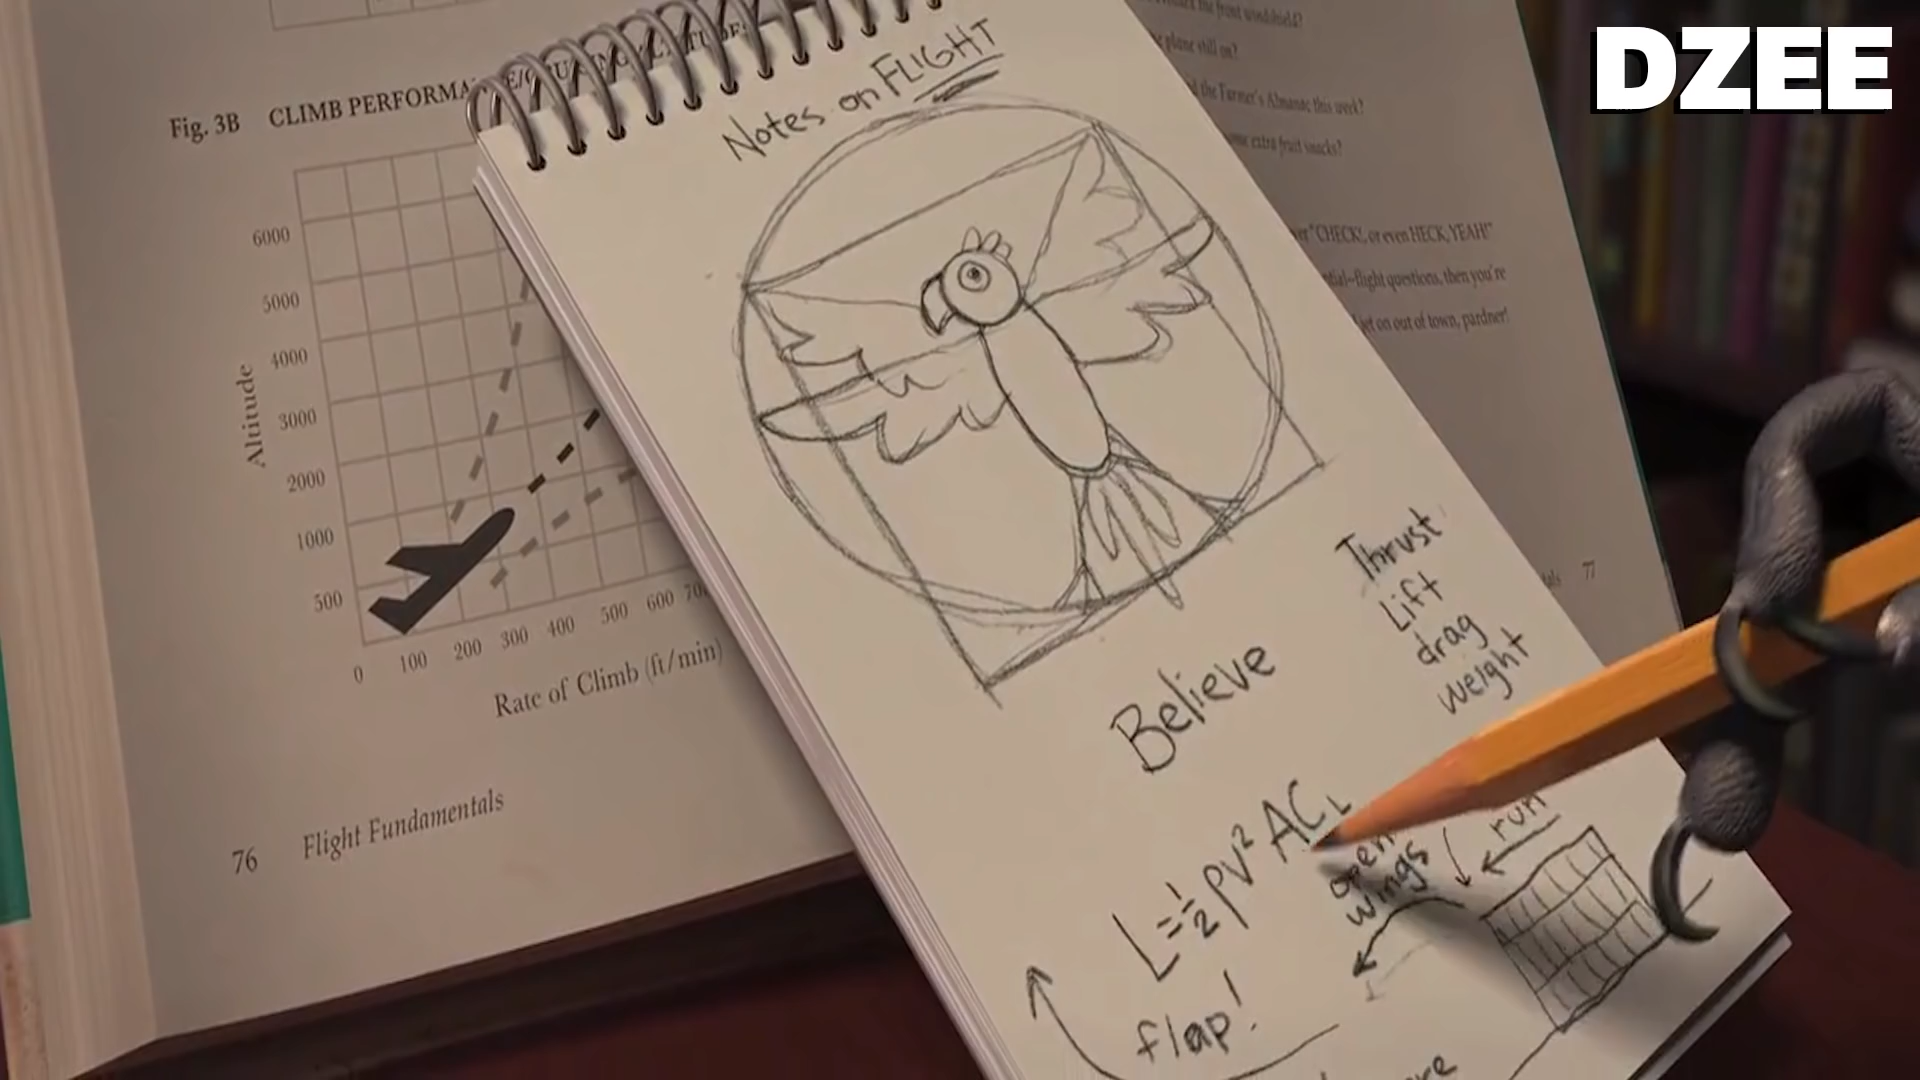 DZEE
Fig. 3B CLIMB PERFORMA
6000
5000
4000
3000
2000
1000
500
Altitude
0 100 200 300 400 500 600
Rate of Climb (ft/min)
76 Flight Fundamentals
Notes on FLIGHT
Believe
Thrust
Lift
drag
weight
L=½PV² AC_L
flap!
open
wings
run
the front windshield?
plane still on?
the Farmer's Almanac this week?
extra fruit snacks?
"CHECK!, or even HECK, YEAH!"
flight questions, then you're
jet on out of town, pardner!
77